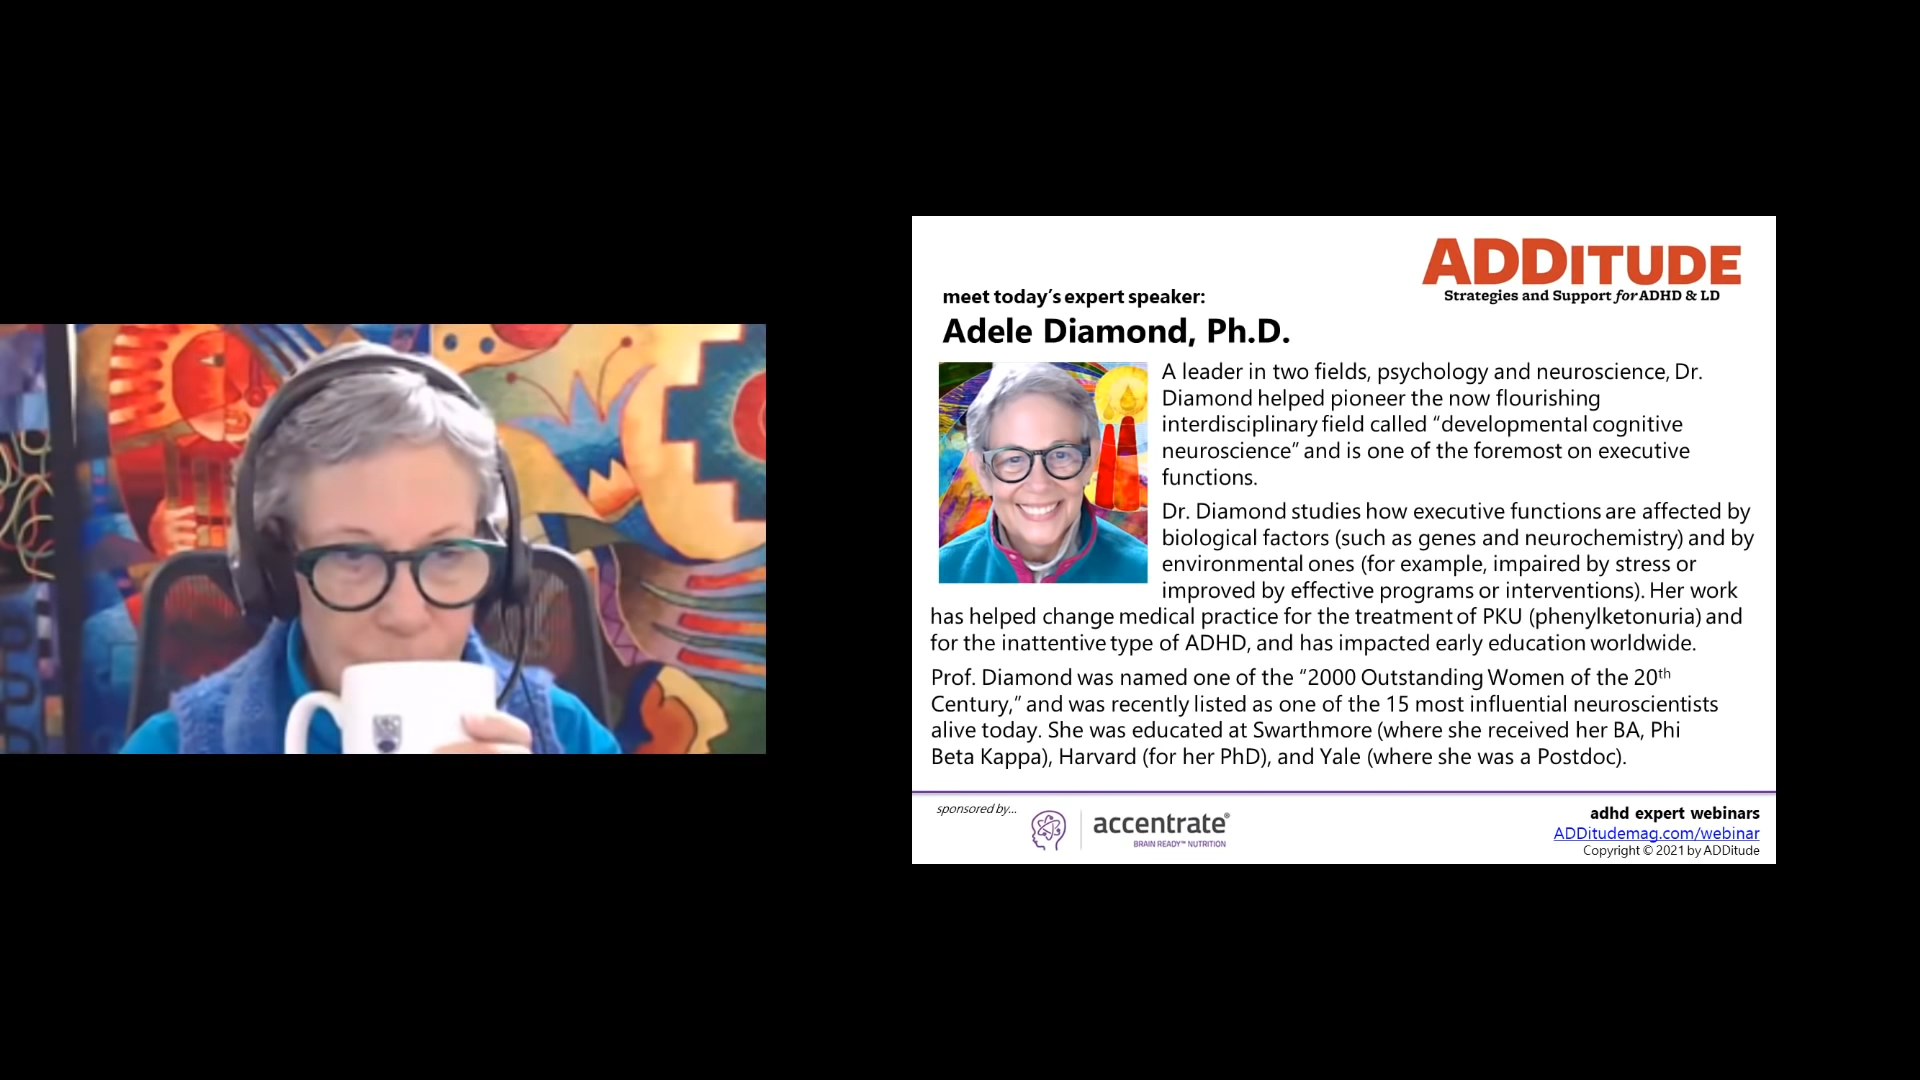 ADDITUDE
Strategies and Support for ADHD & LD
meet today's expert speaker:
Adele Diamond, Ph.D.
A leader in two fields, psychology and neuroscience, Dr.
Diamond helped pioneer the now flourishing
interdisciplinary field called “developmental cognitive
neuroscience” and is one of the foremost on executive
functions.
Dr. Diamond studies how executive functions are affected by
biological factors (such as genes and neurochemistry) and by
environmental ones (for example, impaired by stress or
improved by effective programs or interventions). Her work
has helped change medical practice for the treatment of PKU (phenylketonuria) and
for the inattentive type of ADHD, and has impacted early education worldwide.
Prof. Diamond was named one of the “2000 Outstanding Women of the 20th
Century,” and was recently listed as one of the 15 most influential neuroscientists
alive today. She was educated at Swarthmore (where she received her BA, Phi
Beta Kappa), Harvard (for her PhD), and Yale (where she was a Postdoc).
sponsored by...
accentrate®
BRAIN READY™ NUTRITION
adhd expert webinars
ADDitudemag.com/webinar
Copyright © 2021 by ADDitude
UBC